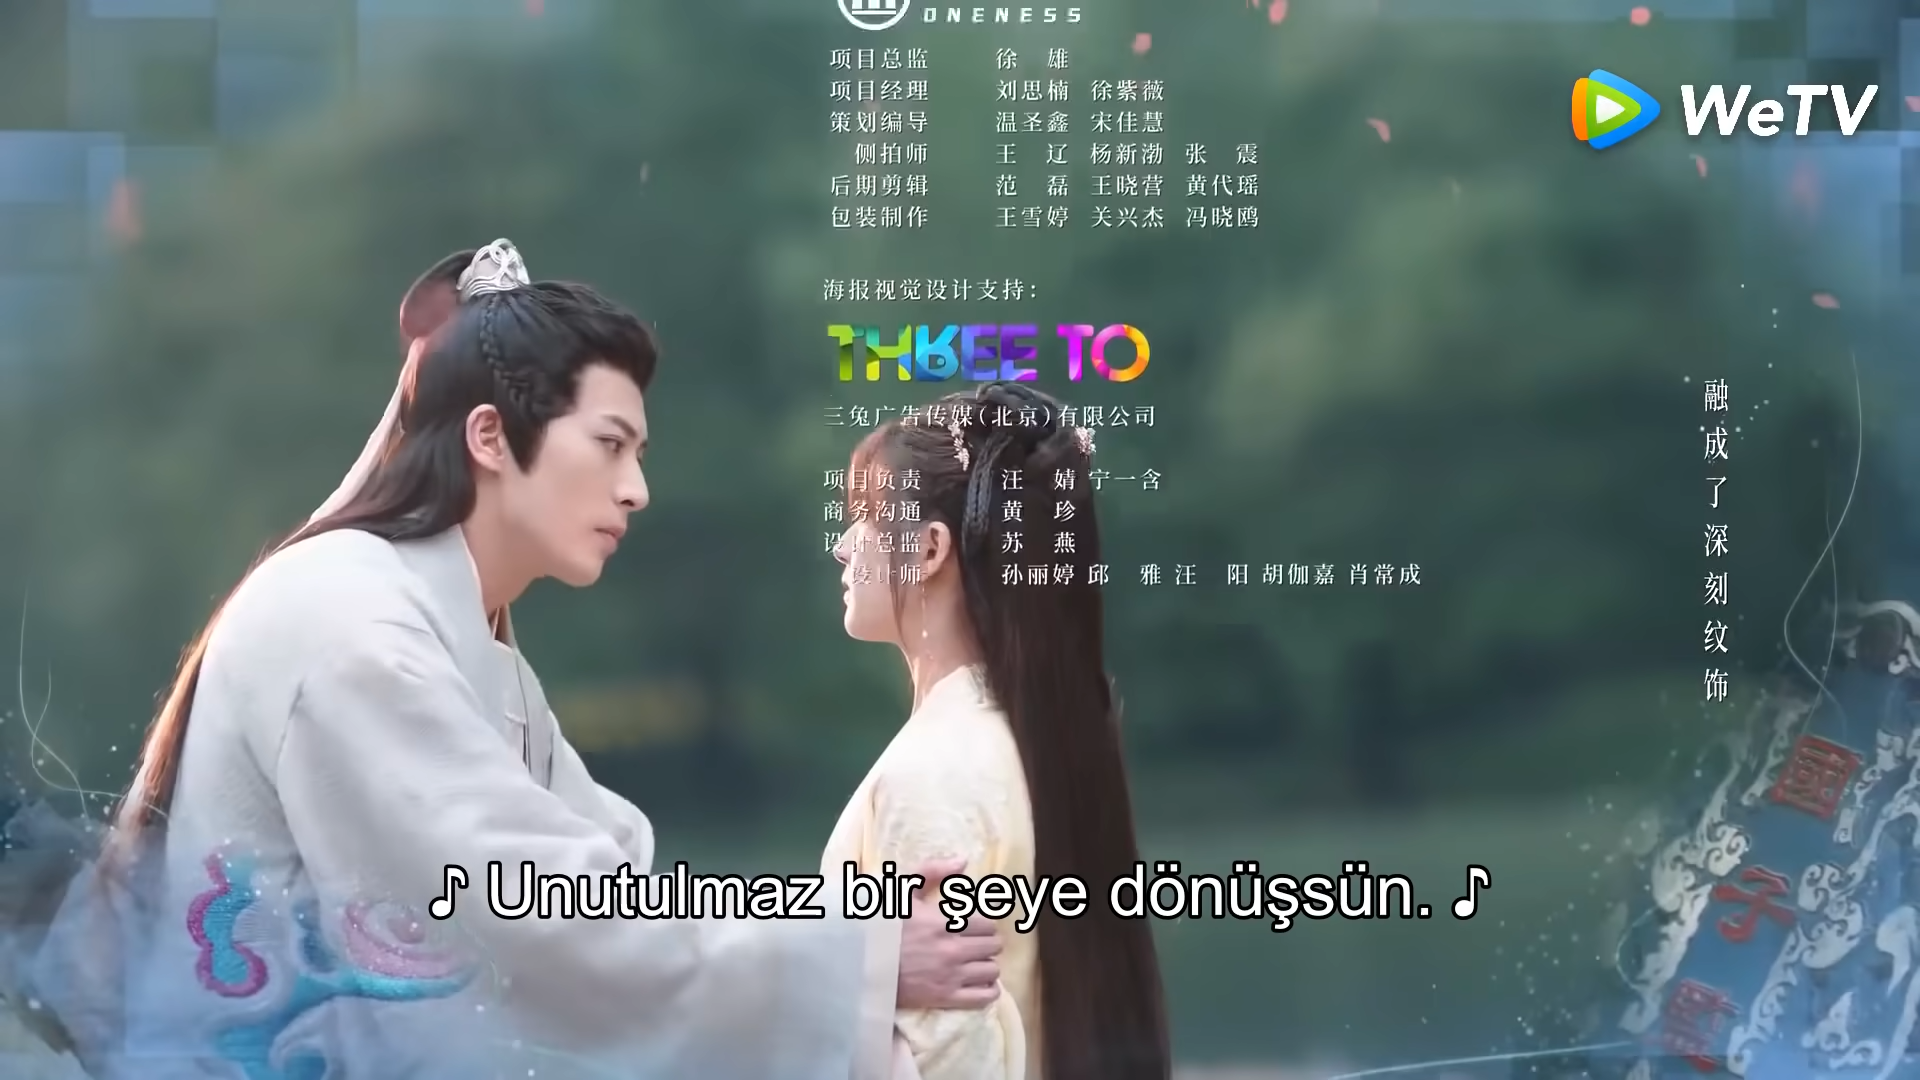 ONENESS
项目总监 徐 雄
项目经理 刘思楠 徐紫薇
策划编导 温圣鑫 宋佳慧
侧拍师 王 辽 杨新渤 张 震
后期剪辑 范 磊 王晓营 黄代瑶
包装制作 王雪婷 关兴杰 冯晓鸥
WeTV
海报视觉设计支持：
THREE TO
三兔广告传媒（北京）有限公司
项目负责 汪 婧 宁一含
商务沟通 黄 珍
设计总监 苏 燕
设计师 孙丽婷 邱 雅 汪 阳 胡伽嘉 肖常成
融成了深刻纹饰
國子監
♪ Unutulmaz bir şeye dönüşsün. ♪